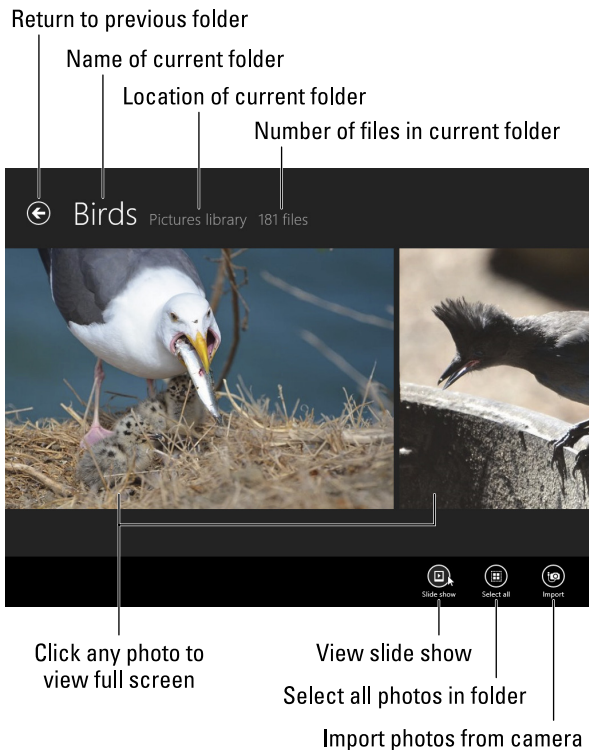 Return to previous folder
Name of current folder
Location of current folder
Number of files in current folder
Birds Pictures library 181 files
Slide show Select all Import
Click any photo to
view full screen
View slide show
Select all photos in folder
Import photos from camera